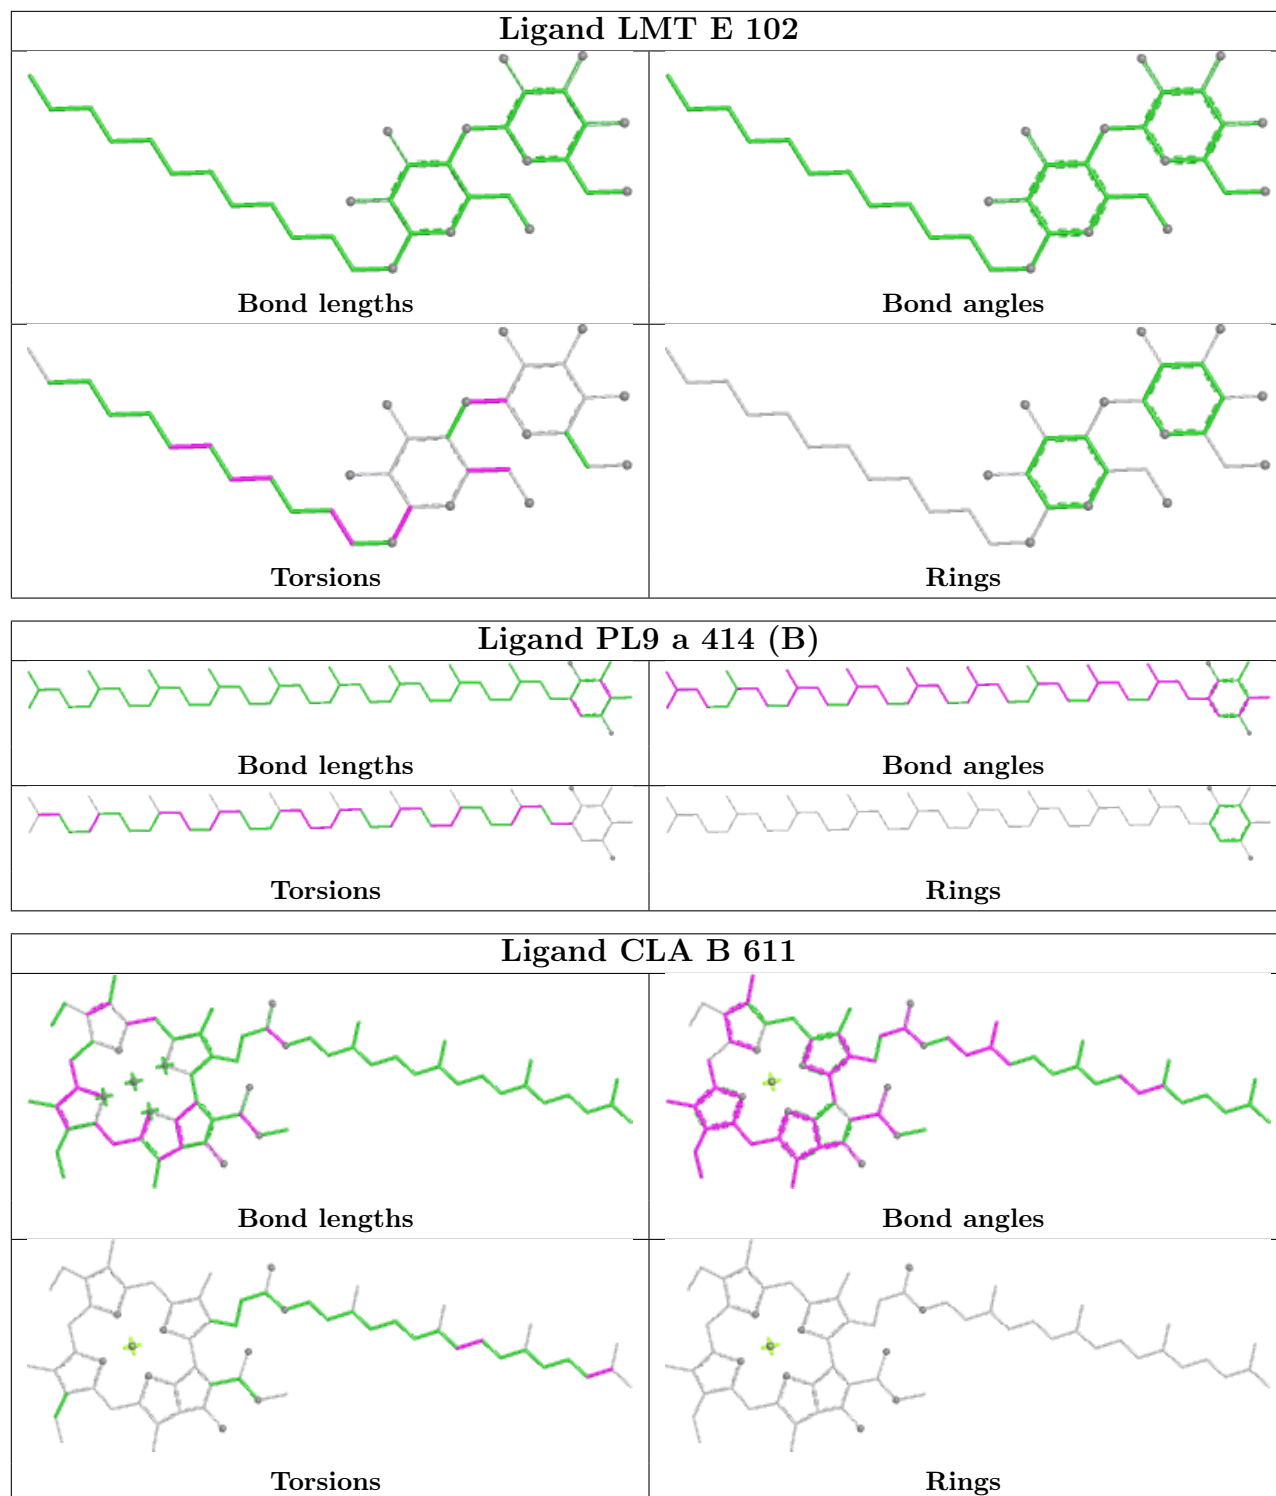 Ligand LMT E 102
Bond lengths
Bond angles
Torsions
Rings
Ligand PL9 a 414 (B)
Bond lengths
Bond angles
Torsions
Rings
Ligand CLA B 611
Bond lengths
Bond angles
Torsions
Rings